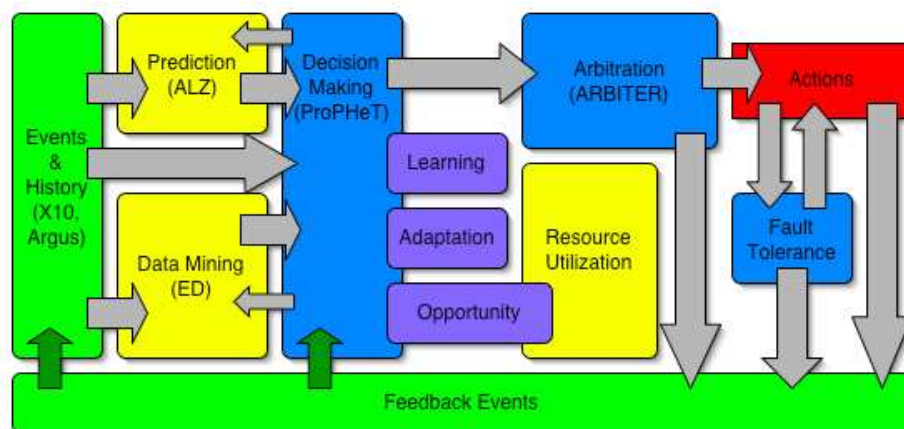 Events
&
History
(X10,
Argus)
Prediction
(ALZ)
Data Mining
(ED)
Decision
Making
(ProPHeT)
Learning
Adaptation
Opportunity
Arbitration
(ARBITER)
Resource
Utilization
Actions
Fault
Tolerance
Feedback Events